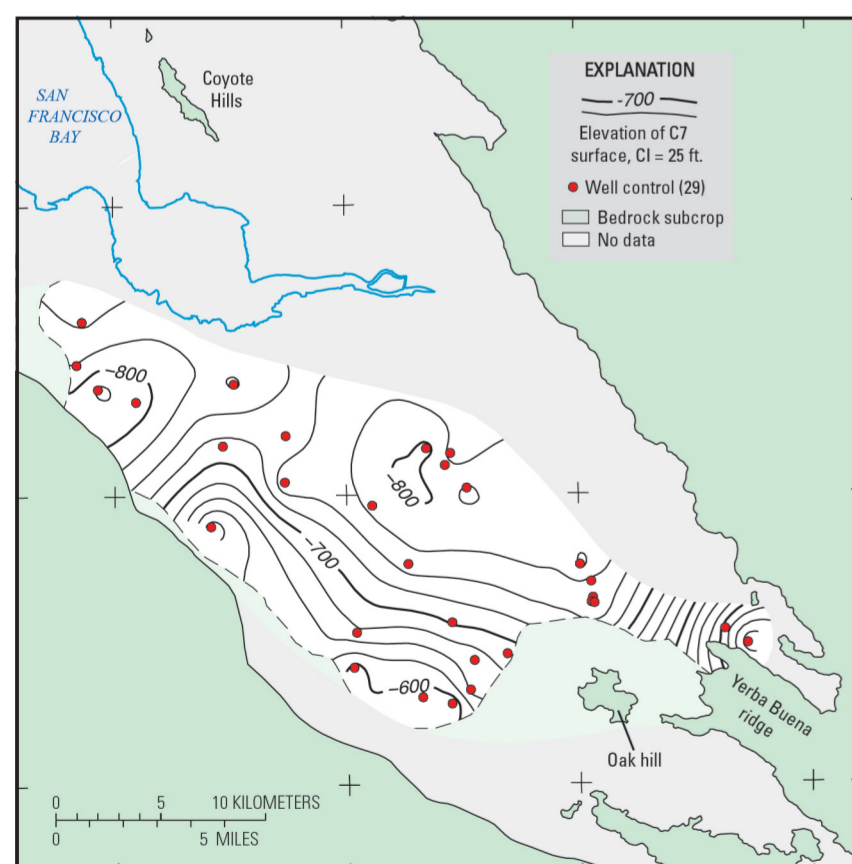 Coyote
Hills
SAN
FRANCISCO
BAY
EXPLANATION
-700
Elevation of C7
surface, CI = 25 ft.
Well control (29)
Bedrock subcrop
No data
−800
−800
−700
−600
Yerba Buena
ridge
Oak hill
0 5 10 KILOMETERS
0 5 MILES